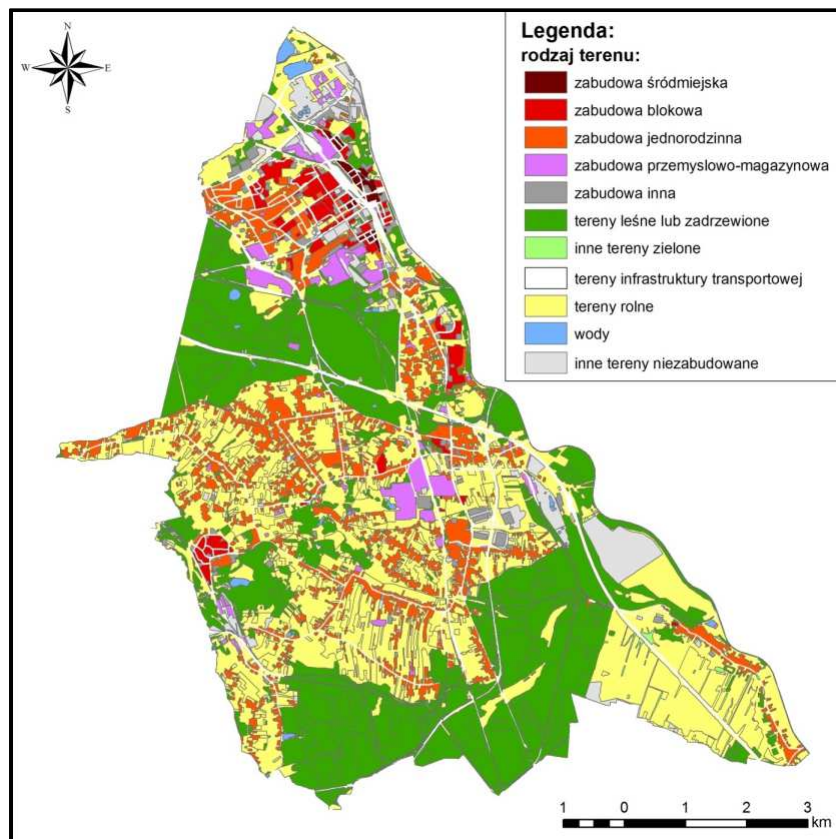 N
W
E
S
Legenda:
rodzaj terenu:
zabudowa śródmiejska
zabudowa blokowa
zabudowa jednorodzinna
zabudowa przemyslowo-magazynowa
zabudowa inna
tereny leśne lub zadrzewione
inne tereny zielone
tereny infrastruktury transportowej
tereny rolne
wody
inne tereny niezabudowane
1 0 1 2 3
km